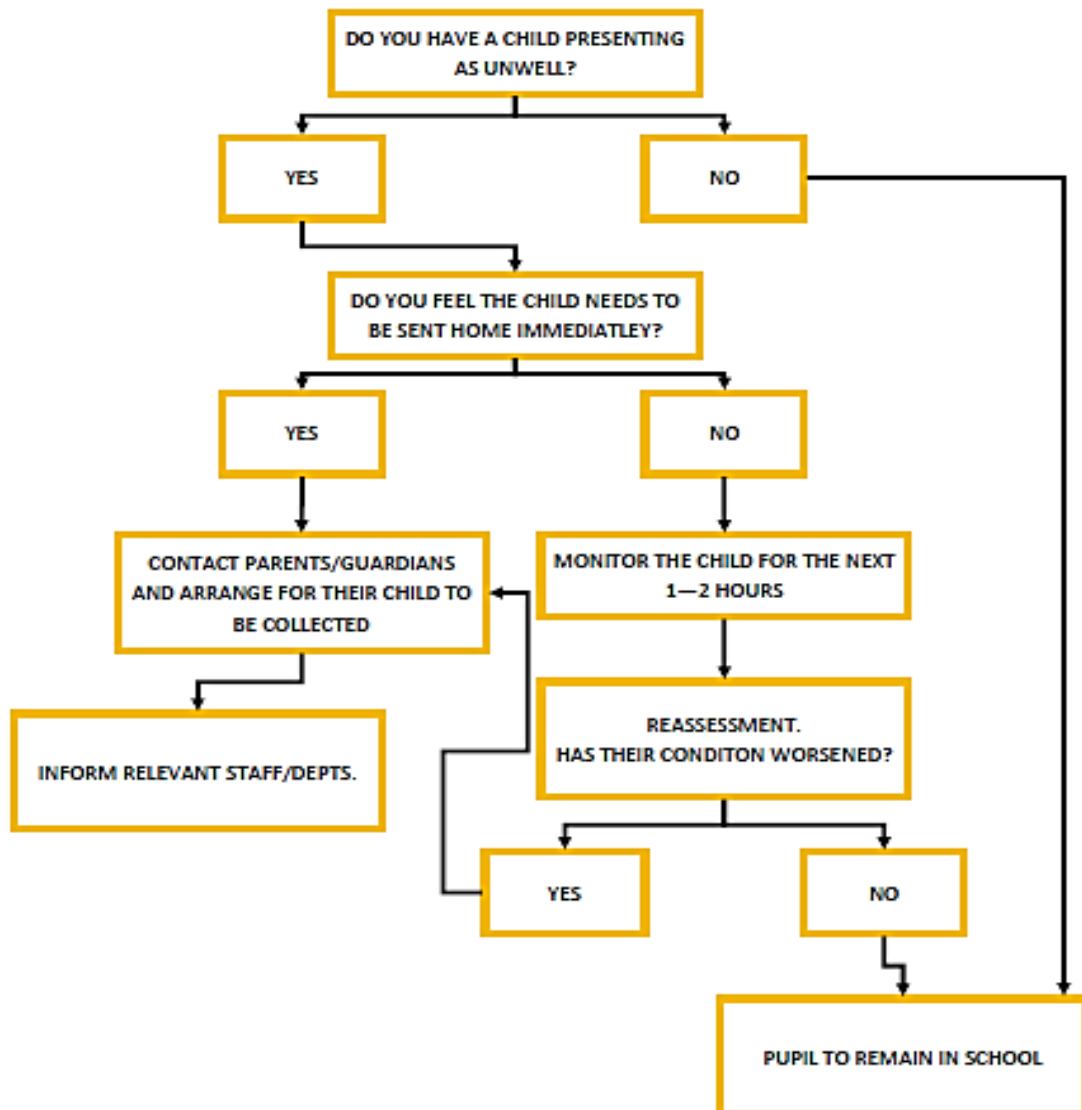 DO YOU HAVE A CHILD PRESENTING
AS UNWELL?
YES
NO
DO YOU FEEL THE CHILD NEEDS TO
BE SENT HOME IMMEDIATLEY?
YES
NO
CONTACT PARENTS/GUARDIANS
AND ARRANGE FOR THEIR CHILD TO
BE COLLECTED
MONITOR THE CHILD FOR THE NEXT
1—2 HOURS
INFORM RELEVANT STAFF/DEPTS.
REASSESSMENT.
HAS THEIR CONDITON WORSENED?
YES
NO
PUPIL TO REMAIN IN SCHOOL